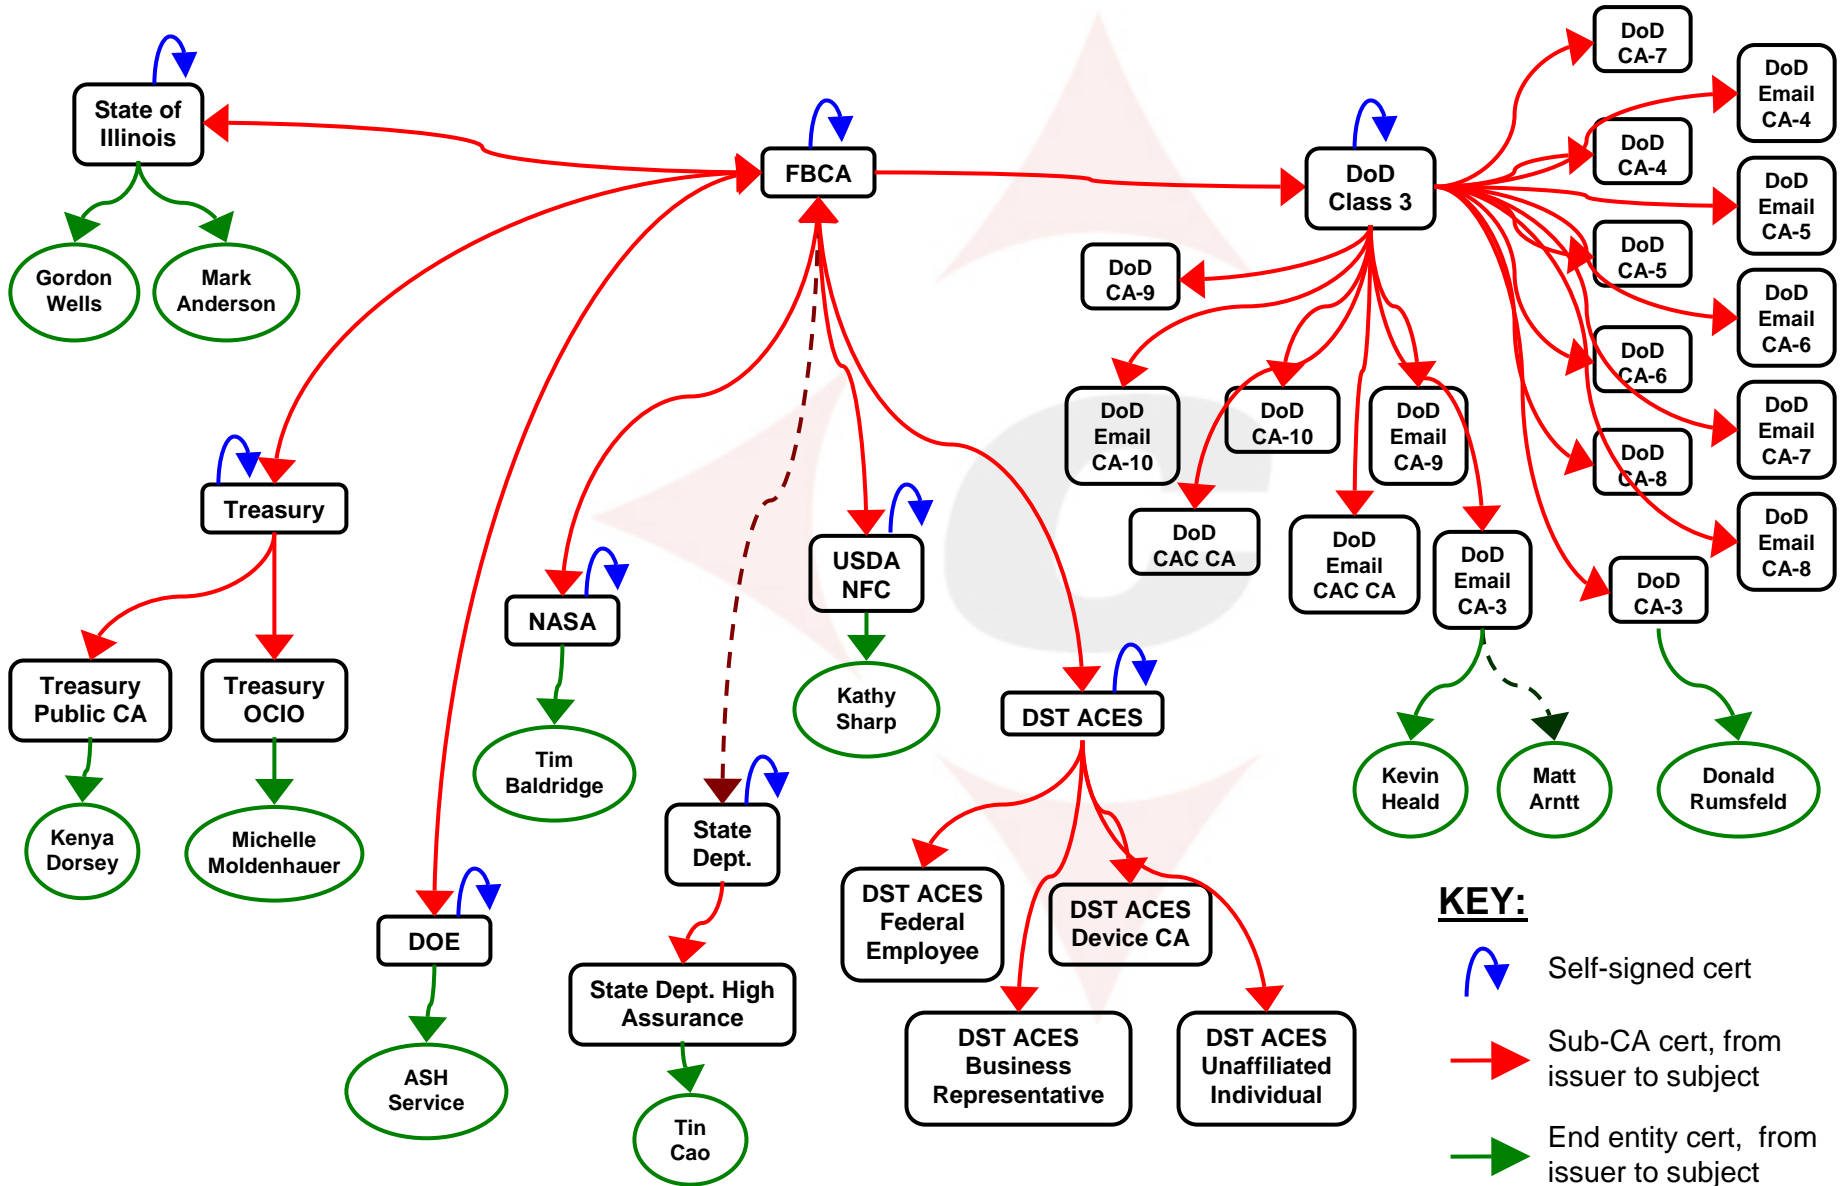 State of
Illinois
Gordon
Wells
Mark
Anderson
FBCA
DoD
Class 3
DoD
CA-7
DoD
Email
CA-4
DoD
CA-4
DoD
Email
CA-5
DoD
CA-5
DoD
Email
CA-6
DoD
CA-6
DoD
Email
CA-7
DoD
CA-8
DoD
Email
CA-8
DoD
CA-9
DoD
Email
CA-10
DoD
CA-10
DoD
Email
CA-9
DoD
CAC CA
DoD
Email
CAC CA
DoD
Email
CA-3
DoD
CA-3
Kevin
Heald
Matt
Arntt
Donald
Rumsfeld
Treasury
Treasury
Public CA
Treasury
OCIO
Kenya
Dorsey
Michelle
Moldenhauer
DOE
ASH
Service
NASA
Tim
Baldridge
USDA
NFC
Kathy
Sharp
State
Dept.
State Dept. High
Assurance
Tin
Cao
DST ACES
DST ACES
Federal
Employee
DST ACES
Device CA
DST ACES
Business
Representative
DST ACES
Unaffiliated
Individual
KEY:
Self-signed cert
Sub-CA cert, from
issuer to subject
End entity cert, from
issuer to subject
C